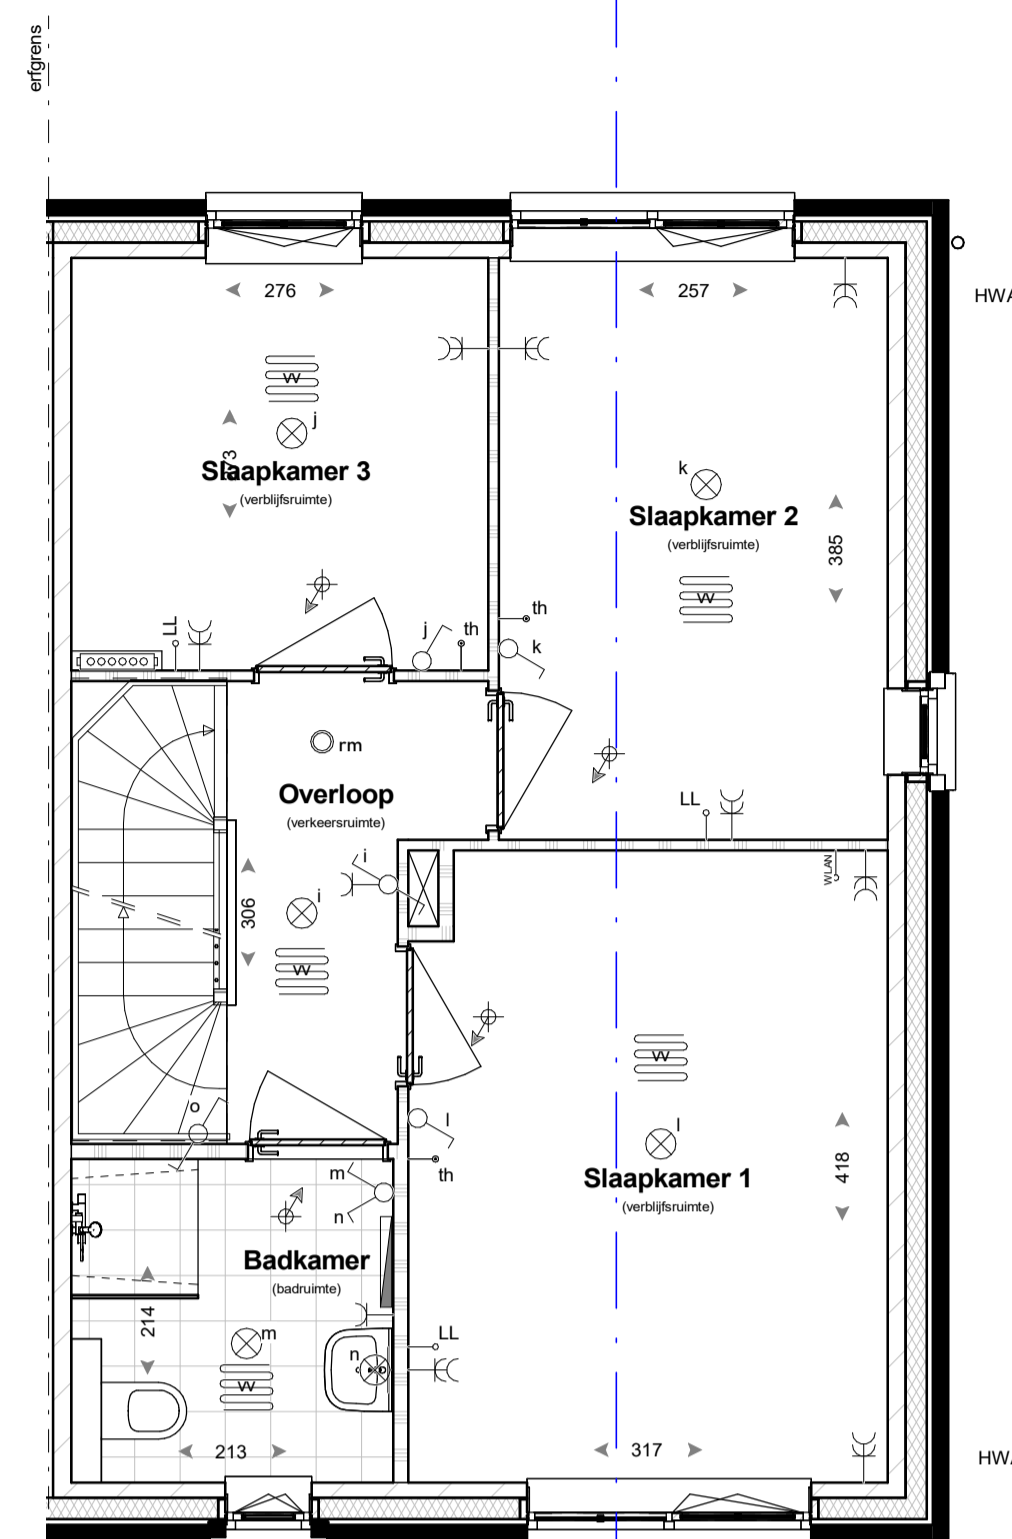 erfgrens
276
257
HWA
j
Slaapkamer 3
(verblijfsruimte)
k
Slaapkamer 2
(verblijfsruimte)
385
th
LL
j
th
k
rm
Overloop
(verkeersruimte)
LL
i
WLAN
i
306
o
l
l
m
th
Slaapkamer 1
(verblijfsruimte)
418
n
Badkamer
(badruimte)
214
m
LL
n
213
317
HWA